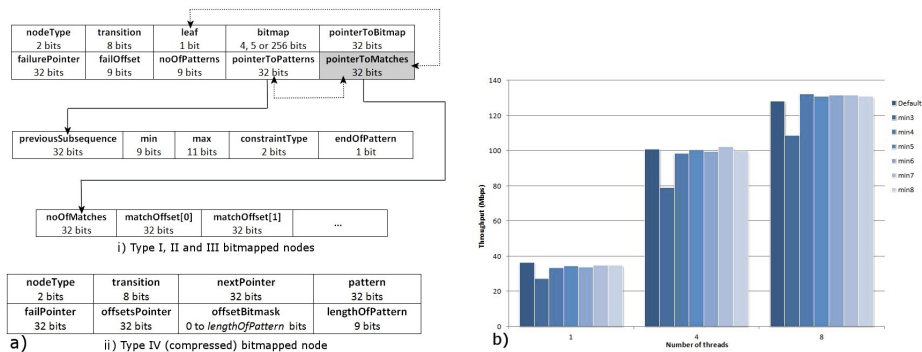 nodeType transition leaf bitmap pointerToBitmap
2 bits 8 bits 1 bit 4, 5 or 256 bits 32 bits
failurePointer failOffset noOfPatterns pointerToPatterns pointerToMatches
32 bits 9 bits 9 bits 32 bits 32 bits
previousSubsequence min max constraintType endOfPattern
32 bits 9 bits 11 bits 2 bits 1 bit
noOfMatches matchOffset[0] matchOffset[1] ...
32 bits 32 bits 32 bits
i) Type I, II and III bitmapped nodes
nodeType transition nextPointer pattern
2 bits 8 bits 32 bits 32 bits
failPointer offsetsPointer offsetBitmask lengthOfPattern
32 bits 32 bits 0 to lengthOfPattern bits 9 bits
a) ii) Type IV (compressed) bitmapped node
140
120
100
80
60
40
20
0
Throughput (Mbps)
1 4 8
Number of threads
Default
min3
min4
min5
min6
min7
min8
b)